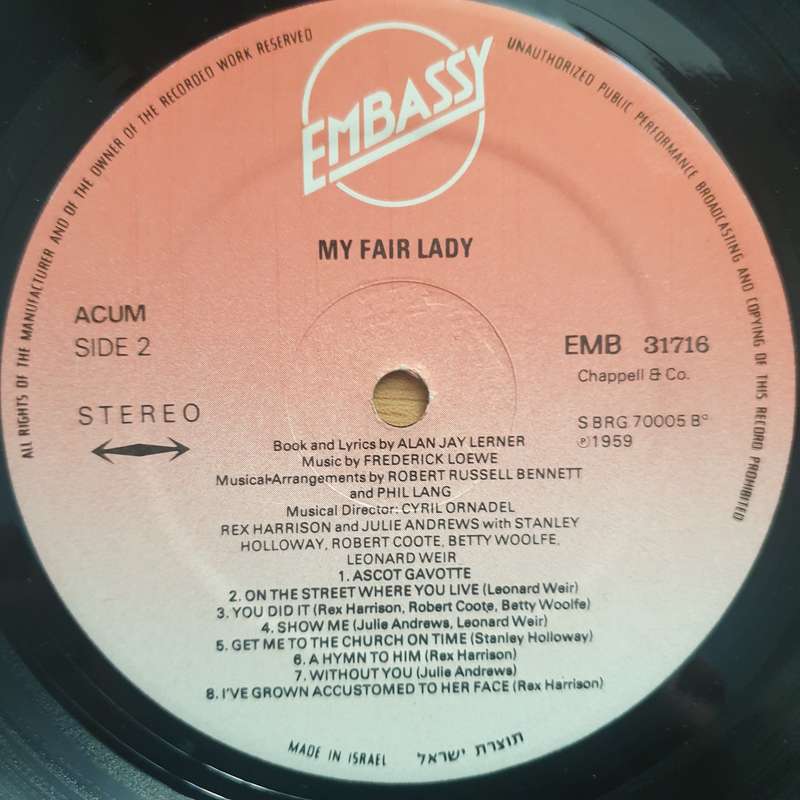 ALL RIGHTS OF THE MANUFACTURER AND OF THE OWNER OF THE RECORDED WORK RESERVED
UNAUTHORIZED PUBLIC PERFORMANCE BROADCASTING AND COPYING OF THIS RECORD PROHIBITED
EMBASSY
MY FAIR LADY
ACUM
SIDE 2
STEREO
EMB 31716
Chappell & Co.
SBRG 70005 B°
℗1959
Book and Lyrics by ALAN JAY LERNER
Music by FREDERICK LOEWE
Musical-Arrangements by ROBERT RUSSELL BENNETT
and PHIL LANG
Musical Director: CYRIL ORNADEL
REX HARRISON and JULIE ANDREWS with STANLEY
HOLLOWAY, ROBERT COOTE, BETTY WOOLFE,
LEONARD WEIR
1. ASCOT GAVOTTE
2. ON THE STREET WHERE YOU LIVE (Leonard Weir)
3. YOU DID IT (Rex Harrison, Robert Coote, Betty Woolfe)
4. SHOW ME (Julie Andrews, Leonard Weir)
5. GET ME TO THE CHURCH ON TIME (Stanley Holloway)
6. A HYMN TO HIM (Rex Harrison)
7. WITHOUT YOU (Julie Andrews)
8. I'VE GROWN ACCUSTOMED TO HER FACE (Rex Harrison)
MADE IN ISRAEL תוצרת ישראל